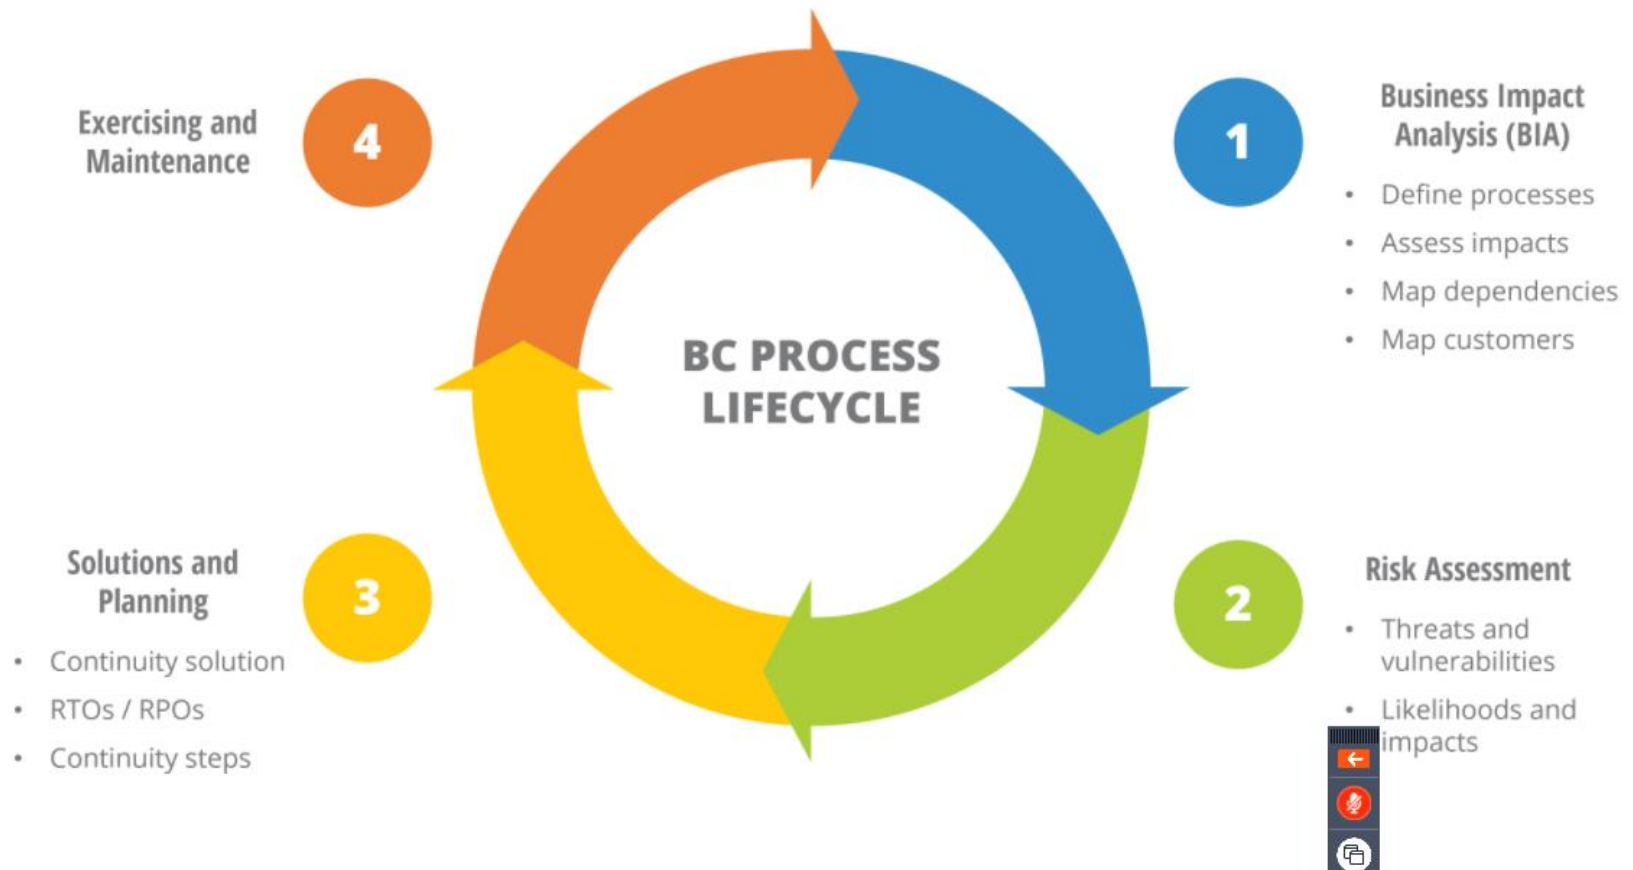 BC PROCESS
LIFECYCLE
1
Business Impact
Analysis (BIA)
• Define processes
• Assess impacts
• Map dependencies
• Map customers
2
Risk Assessment
• Threats and
vulnerabilities
• Likelihoods and
impacts
3
Solutions and
Planning
• Continuity solution
• RTOs / RPOs
• Continuity steps
4
Exercising and
Maintenance